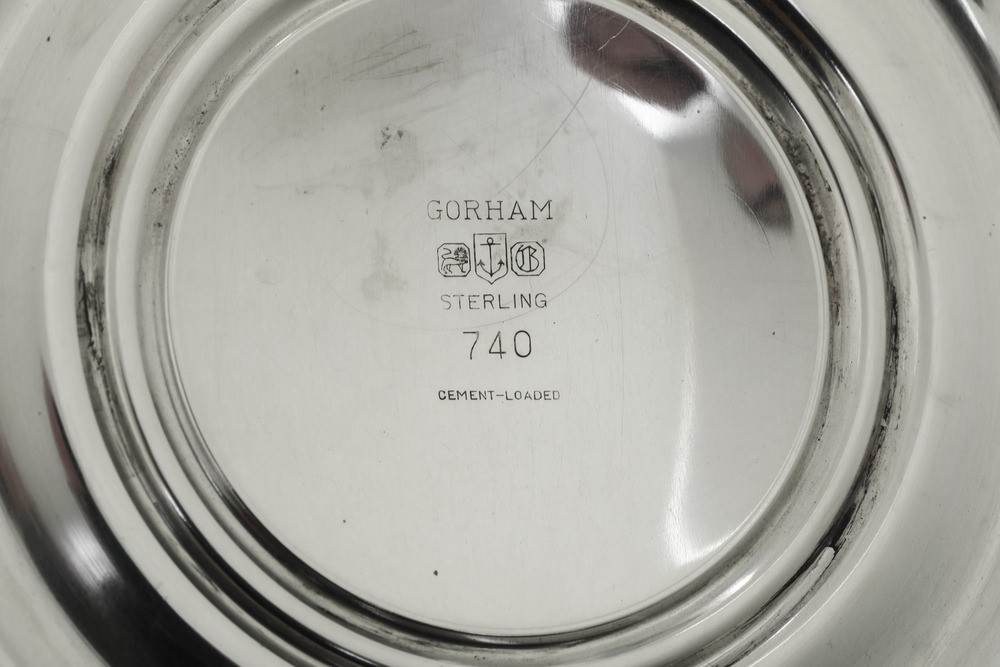 GORHAM
G
STERLING
740
CEMENT-LOADED